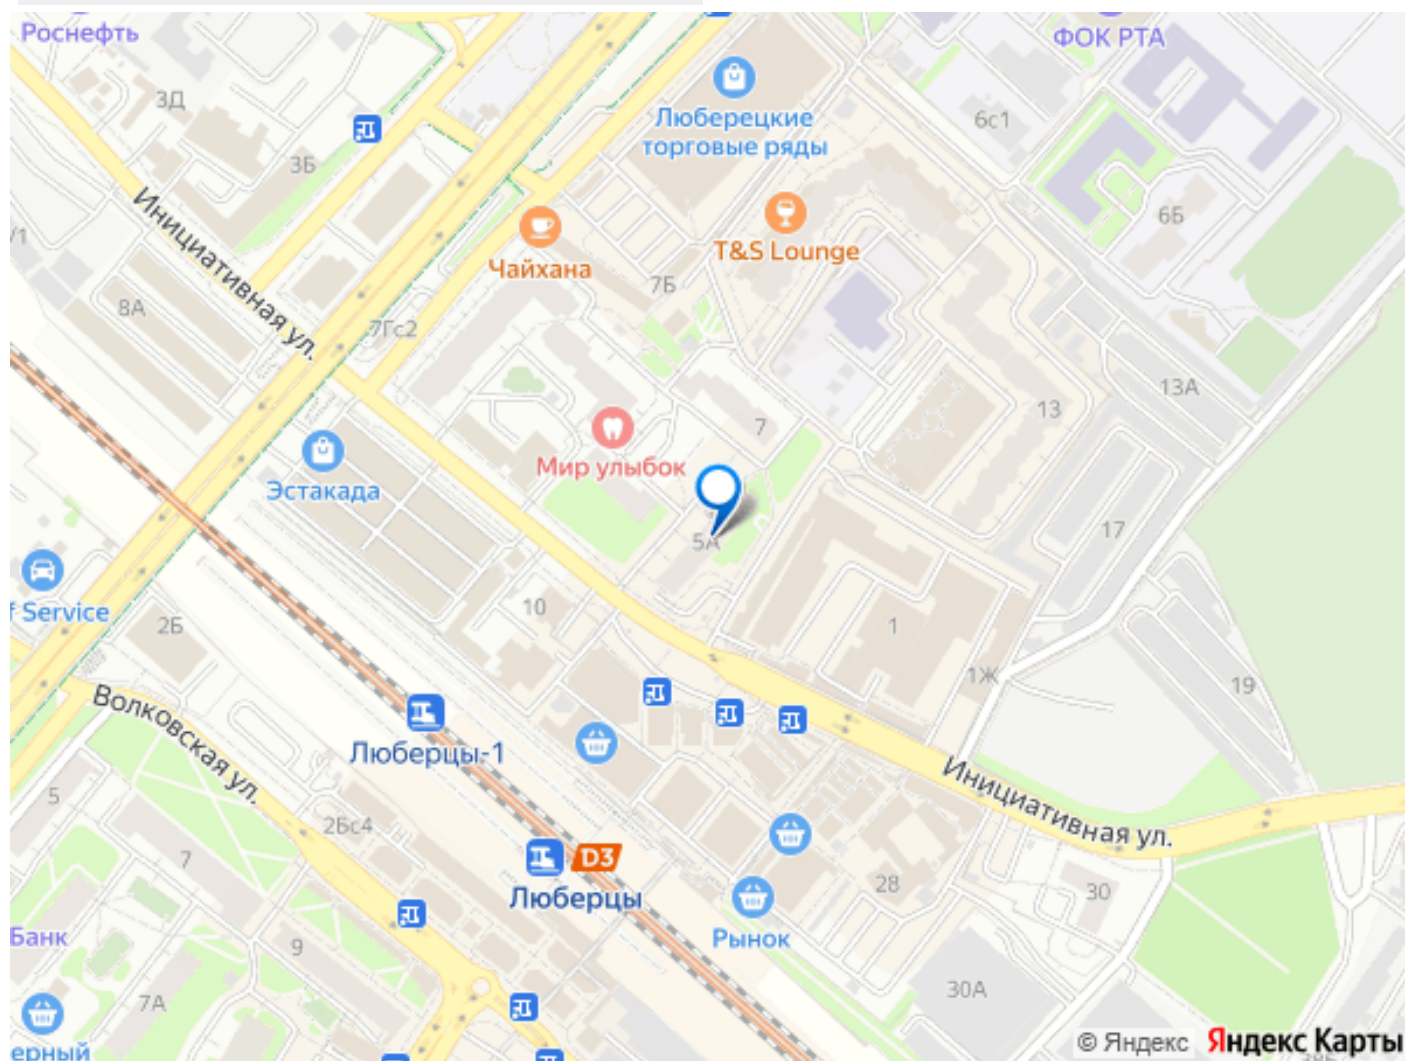 Роснефть
ФОК РТА
3Д
Люберецкие
торговые ряды
6с1
3Б
Инициативная ул.
6Б
/1
Чайхана
T&S Lounge
7Б
8А
7Гс2
13А
13
7
Мир улыбок
Эстакада
17
5А
f Service
10
2Б
1
1Ж
19
Волковская ул.
Люберцы-1
Инициативная ул.
5
2Бс4
7
D3
Люберцы
28
30
Банк
9
Рынок
7А
30А
ерный
© Яндекс
Яндекс Карты